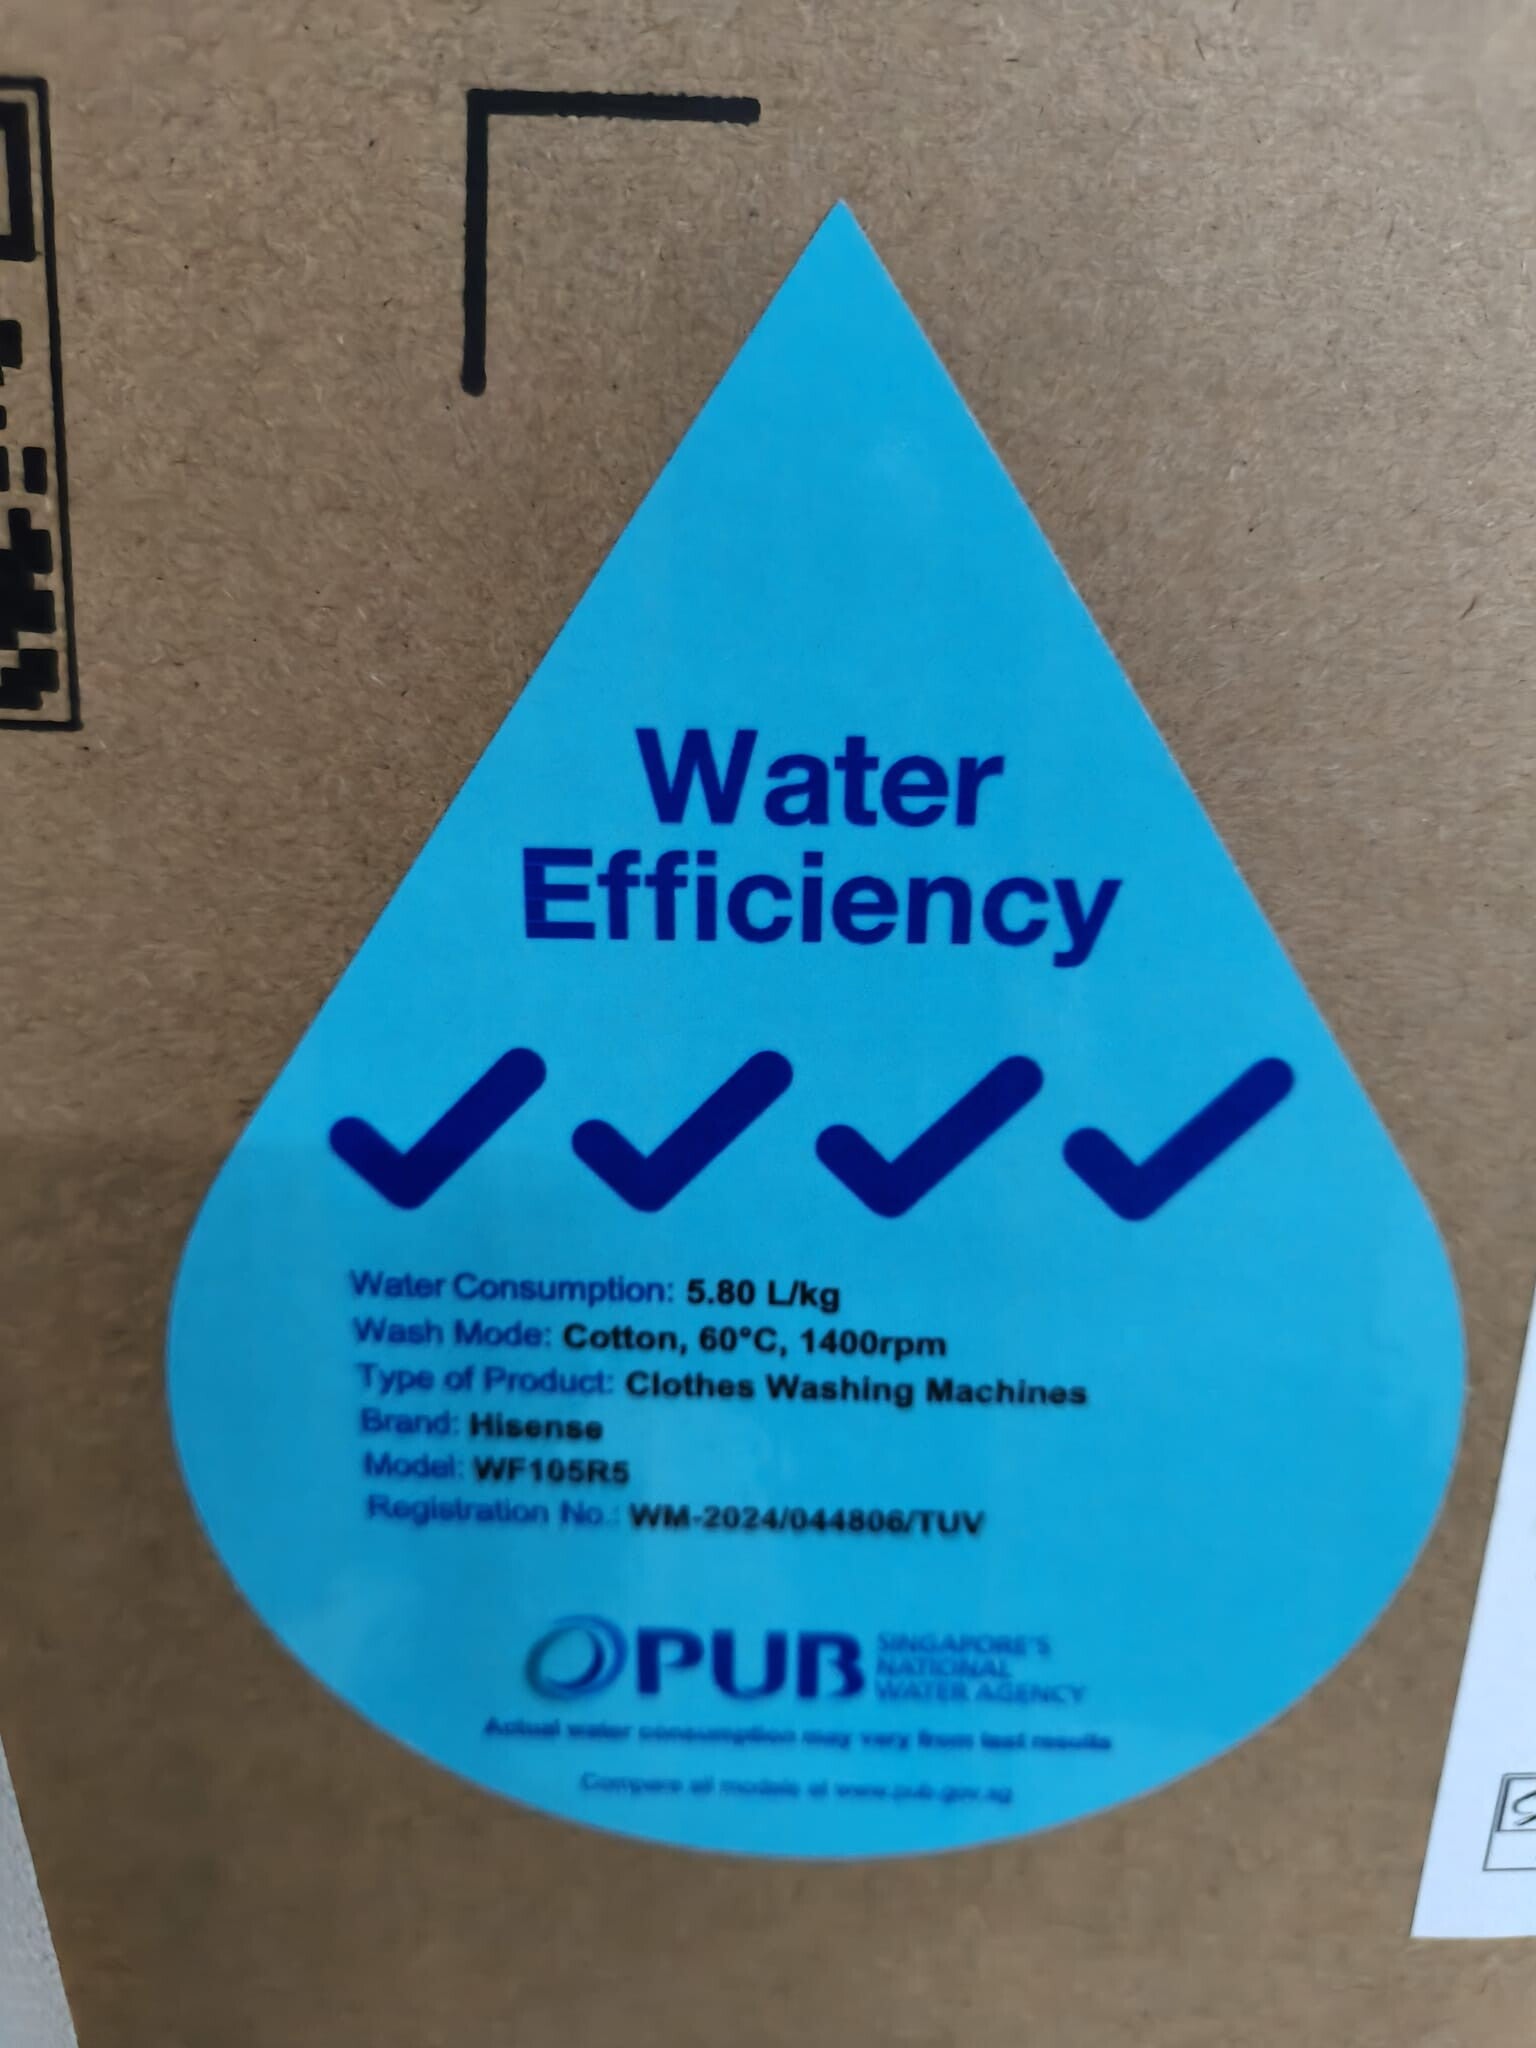 Water
Efficiency
Water Consumption: 5.80 L/kg
Wash Mode: Cotton, 60°C, 1400rpm
Type of Product: Clothes Washing Machines
Brand: Hisense
Model: WF105R5
Registration No.: WM-2024/044806/TUV
PUB SINGAPORE'S
NATIONAL
WATER AGENCY
Actual water consumption may vary from test results
Compare all models at www.pub.gov.sg